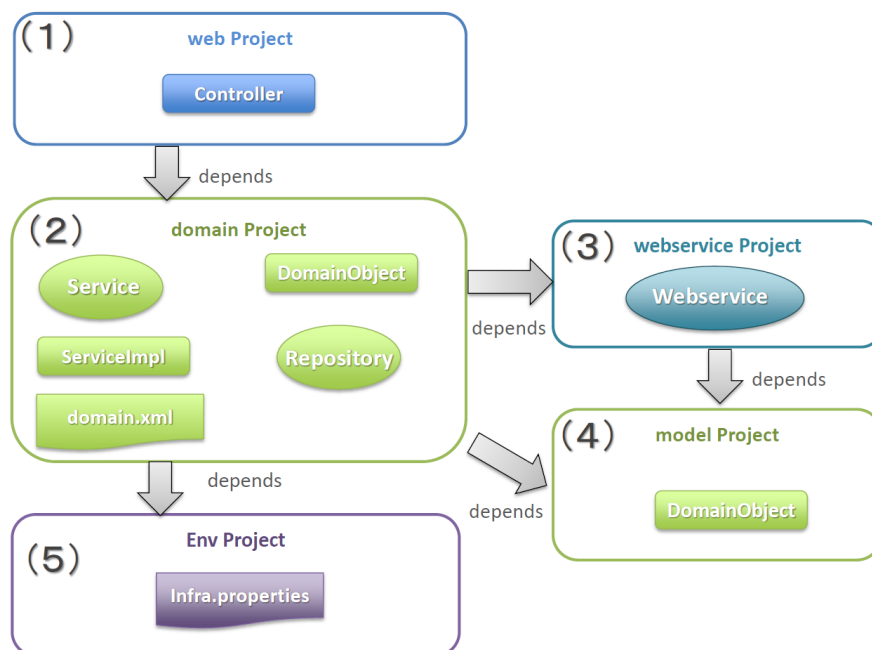 (1)
web Project
Controller
depends
(2)
domain Project
Service
DomainObject
ServiceImpl
Repository
domain.xml
depends
(3)
webservice Project
Webservice
depends
depends
(4)
model Project
DomainObject
depends
(5)
Env Project
Infra.properties